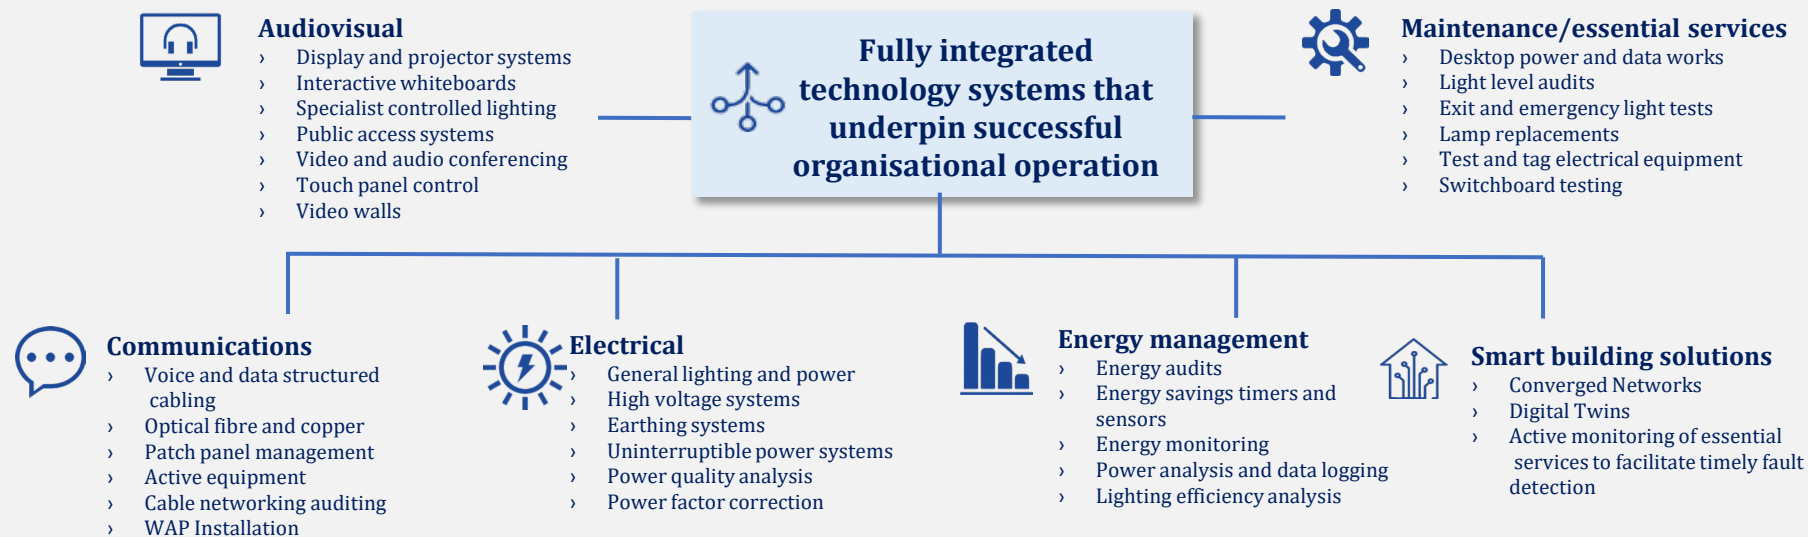 Audiovisual
› Display and projector systems
› Interactive whiteboards
› Specialist controlled lighting
› Public access systems
› Video and audio conferencing
› Touch panel control
› Video walls
Fully integrated
technology systems that
underpin successful
organisational operation
Maintenance/essential services
› Desktop power and data works
› Light level audits
› Exit and emergency light tests
› Lamp replacements
› Test and tag electrical equipment
› Switchboard testing
Communications
› Voice and data structured
cabling
› Optical fibre and copper
› Patch panel management
› Active equipment
› Cable networking auditing
› WAP Installation
Electrical
› General lighting and power
› High voltage systems
› Earthing systems
› Uninterruptible power systems
› Power quality analysis
› Power factor correction
Energy management
› Energy audits
› Energy savings timers and
sensors
› Energy monitoring
› Power analysis and data logging
› Lighting efficiency analysis
Smart building solutions
› Converged Networks
› Digital Twins
› Active monitoring of essential
services to facilitate timely fault
detection